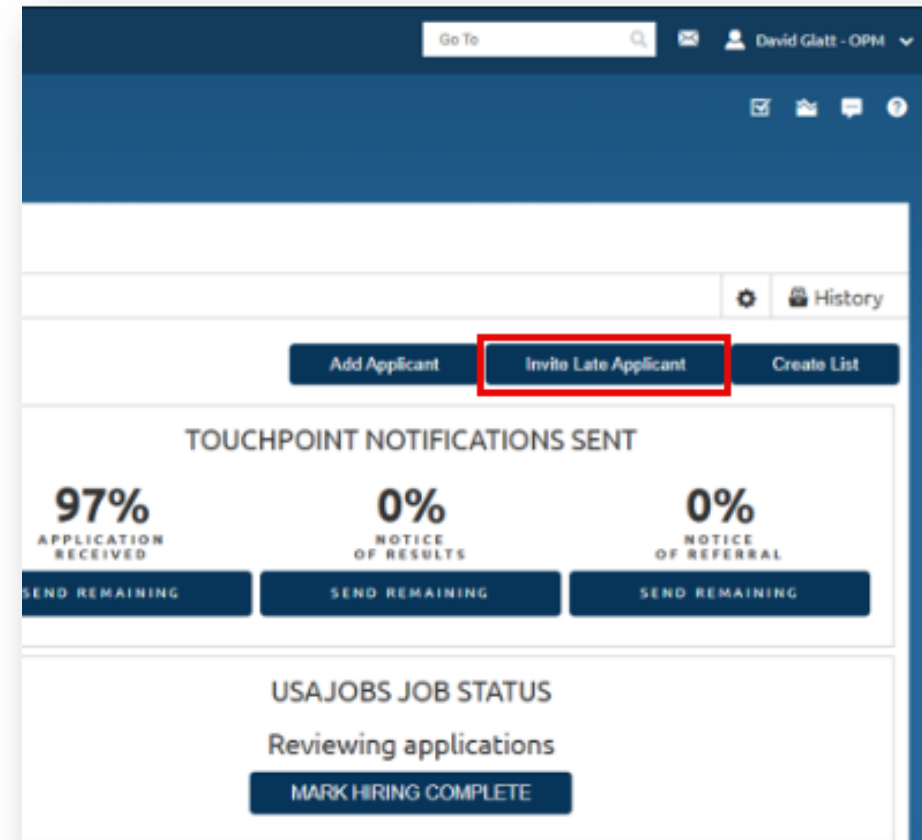 Go To
David Glatt - OPM
History
Add Applicant Invite Late Applicant Create List
TOUCHPOINT NOTIFICATIONS SENT
97% 0% 0%
APPLICATION RECEIVED NOTICE OF RESULTS NOTICE OF REFERRAL
SEND REMAINING SEND REMAINING SEND REMAINING
USAJOBS JOB STATUS
Reviewing applications
MARK HIRING COMPLETE